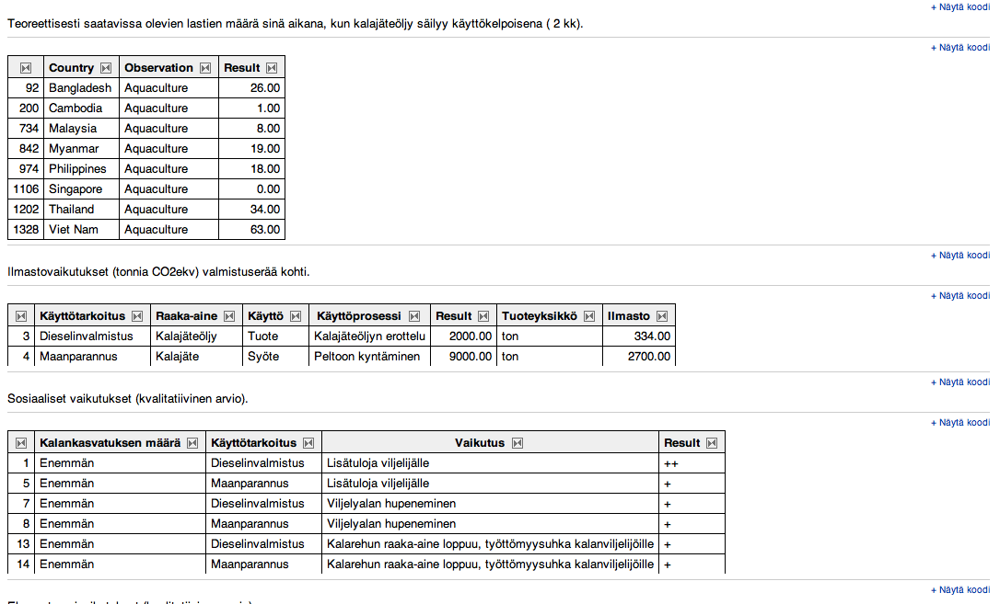 + Näytä koodi
Teoreettisesti saatavissa olevien lastien määrä sinä aikana, kun kalajäteöljy säilyy käyttökelpoisena ( 2 kk).
+ Näytä koodi
Country Observation Result
92 Bangladesh Aquaculture 26.00
200 Cambodia Aquaculture 1.00
734 Malaysia Aquaculture 8.00
842 Myanmar Aquaculture 19.00
974 Philippines Aquaculture 18.00
1106 Singapore Aquaculture 0.00
1202 Thailand Aquaculture 34.00
1328 Viet Nam Aquaculture 63.00
+ Näytä koodi
Ilmastovaikutukset (tonnia CO2ekv) valmistuserää kohti.
+ Näytä koodi
Käyttötarkoitus Raaka-aine Käyttö Käyttöprosessi Result Tuoteyksikkö Ilmasto
3 Dieselinvalmistus Kalajäteöljy Tuote Kalajäteöljyn erottelu 2000.00 ton 334.00
4 Maanparannus Kalajäte Syöte Peltoon kyntäminen 9000.00 ton 2700.00
+ Näytä koodi
Sosiaaliset vaikutukset (kvalitatiivinen arvio).
+ Näytä koodi
Kalankasvatuksen määrä Käyttötarkoitus Vaikutus Result
1 Enemmän Dieselinvalmistus Lisätuloja viljelijälle ++
5 Enemmän Maanparannus Lisätuloja viljelijälle +
7 Enemmän Dieselinvalmistus Viljelyalan hupeneminen +
8 Enemmän Maanparannus Viljelyalan hupeneminen +
13 Enemmän Dieselinvalmistus Kalarehun raaka-aine loppuu, työttömyysuhka kalanviljelijöille +
14 Enemmän Maanparannus Kalarehun raaka-aine loppuu, työttömyysuhka kalanviljelijöille +
+ Näytä koodi